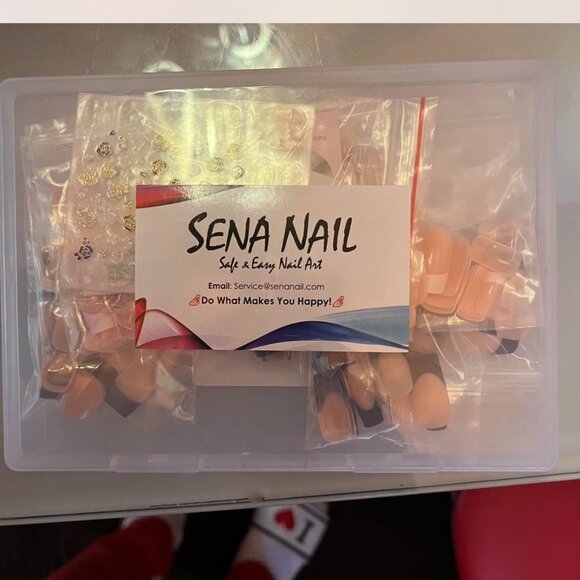 SENA NAIL
Safe & Easy Nail Art
Email: Service@senanail.com
Do What Makes You Happy!
I